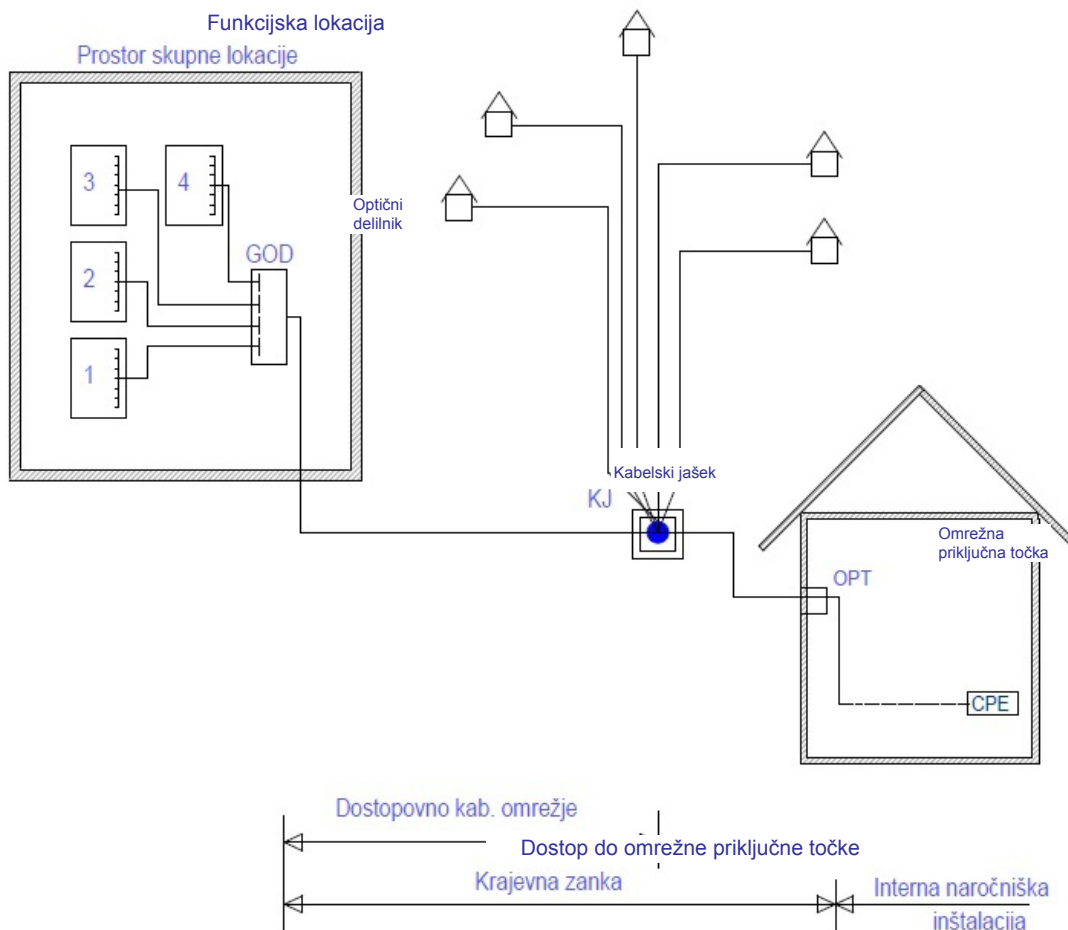 Funkcijska lokacija
Prostor skupne lokacije
3
4
Optični
delilnik
GOD
2
1
Kabelski jašek
KJ
Omrežna
priključna točka
OPT
CPE
Dostopovno kab. omrežje
Dostop do omrežne priključne točke
Krajevna zanka
Interna naročniška
inštalacija